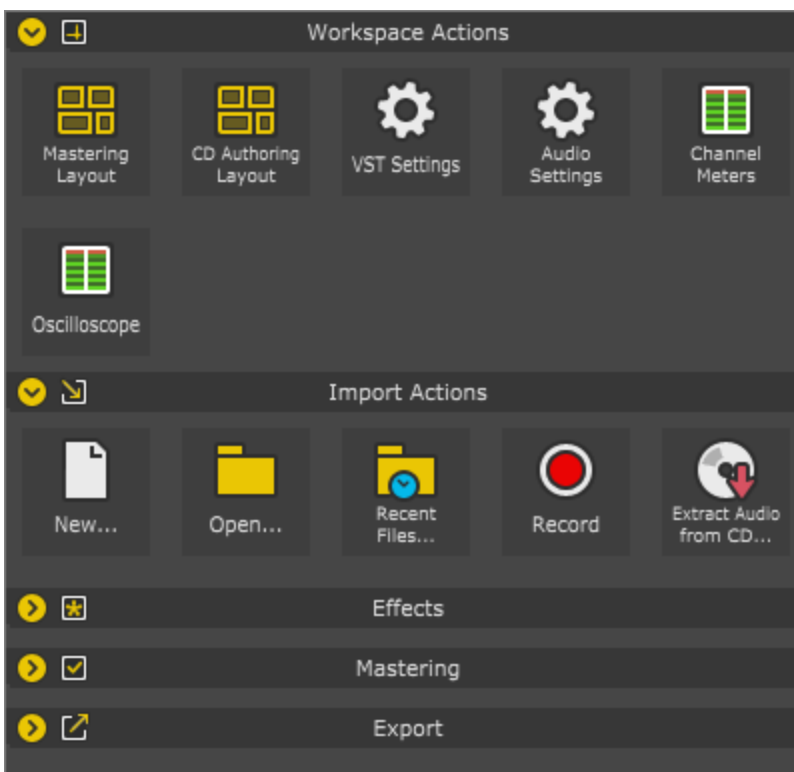 Workspace Actions
Mastering
Layout
CD Authoring
Layout
VST Settings
Audio
Settings
Channel
Meters
Oscilloscope
Import Actions
New...
Open...
Recent
Files...
Record
Extract Audio
from CD...
Effects
Mastering
Export